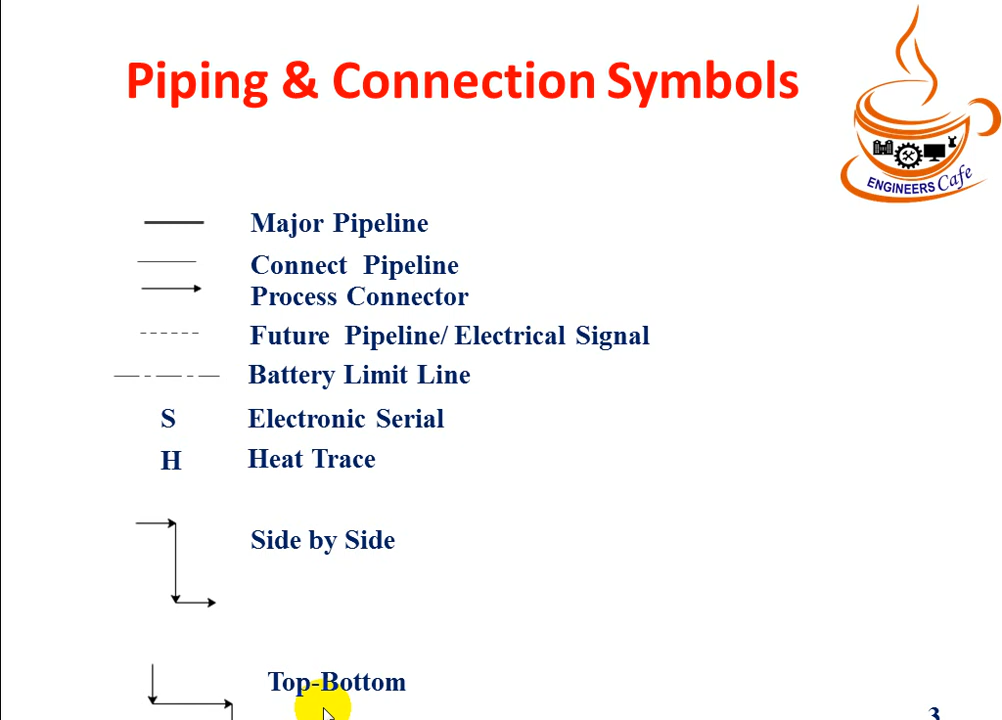 Piping & Connection Symbols
ENGINEERS Cafe
Major Pipeline
Connect Pipeline
Process Connector
Future Pipeline/ Electrical Signal
Battery Limit Line
S Electronic Serial
H Heat Trace
Side by Side
Top-Bottom
3